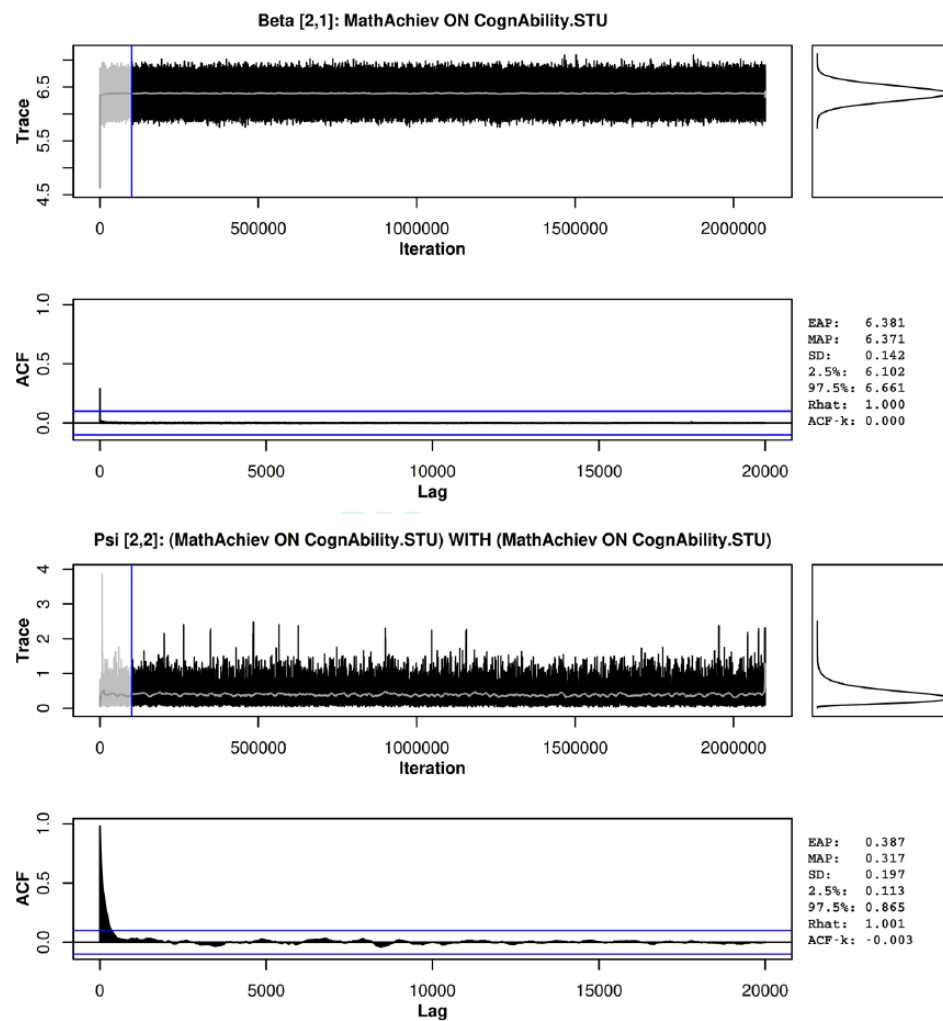 Beta [2,1]: MathAchiev ON CognAbility.STU
Trace
4.5 5.5 6.5
0 500000 1000000 1500000 2000000
Iteration
ACF
0.0 0.5 1.0
0 5000 10000 15000 20000
Lag
EAP: 6.381
MAP: 6.371
SD: 0.142
2.5%: 6.102
97.5%: 6.661
Rhat: 1.000
ACF-k: 0.000
Psi [2,2]: (MathAchiev ON CognAbility.STU) WITH (MathAchiev ON CognAbility.STU)
Trace
0 1 2 3 4
0 500000 1000000 1500000 2000000
Iteration
ACF
0.0 0.5 1.0
0 5000 10000 15000 20000
Lag
EAP: 0.387
MAP: 0.317
SD: 0.197
2.5%: 0.113
97.5%: 0.865
Rhat: 1.001
ACF-k: -0.003